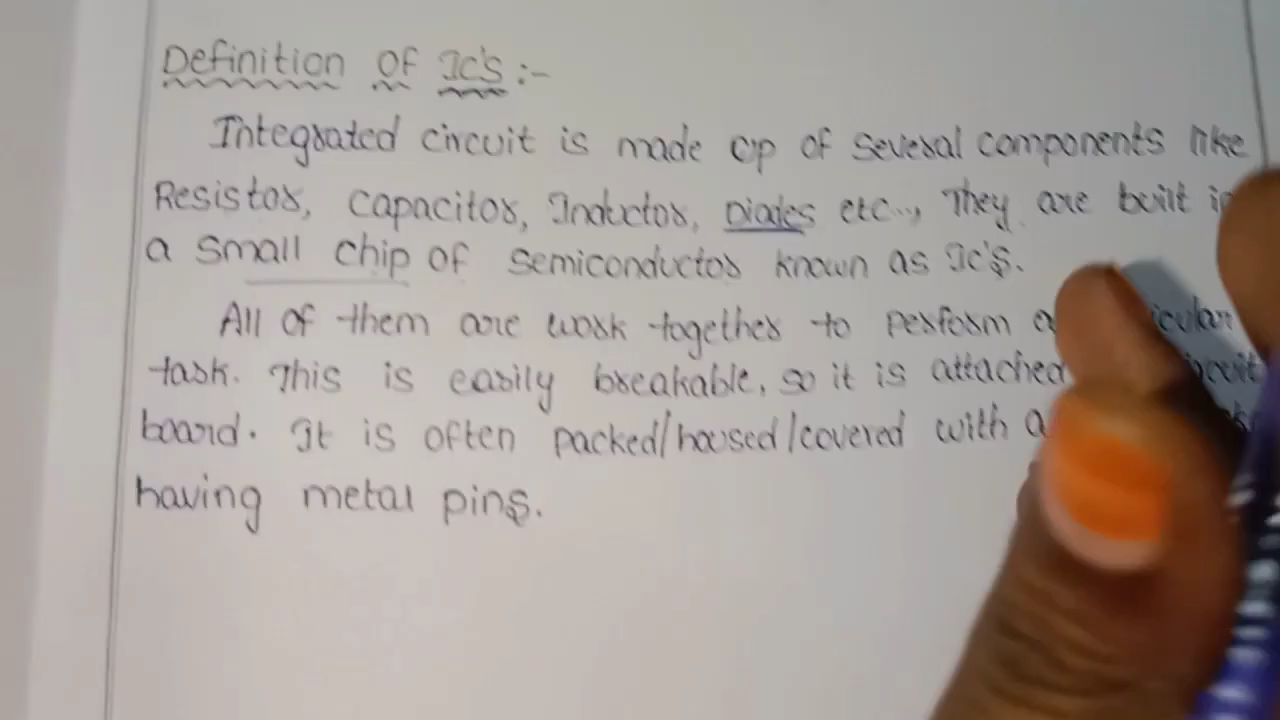 Definition of Ic's :-
Integrated circuit is made up of several components like
Resistor, capacitor, Inductor, Diodes etc.., They are built in
a small chip of semiconductor known as Ic's.
All of them are work together to perform a
task. This is easily breakable, so it is attached
board. It is often packed/housed/covered with a
having metal pins.